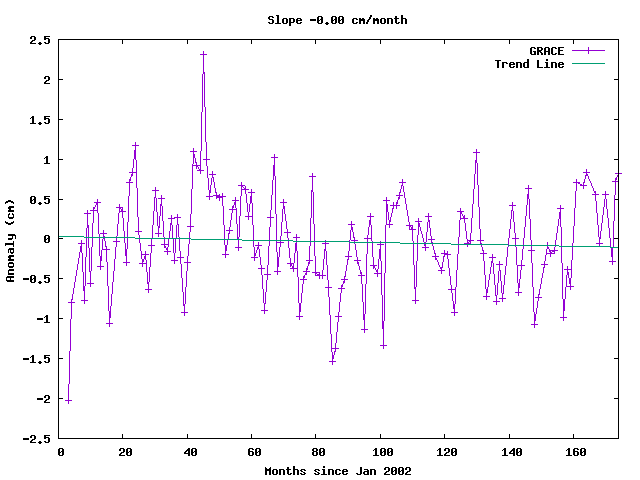 Slope -0.00 cm/month
GRACE
Trend Line
2.5
2
1.5
1
0.5
0
-0.5
-1
-1.5
-2
-2.5
Anomaly (cm)
0 20 40 60 80 100 120 140 160
Months since Jan 2002